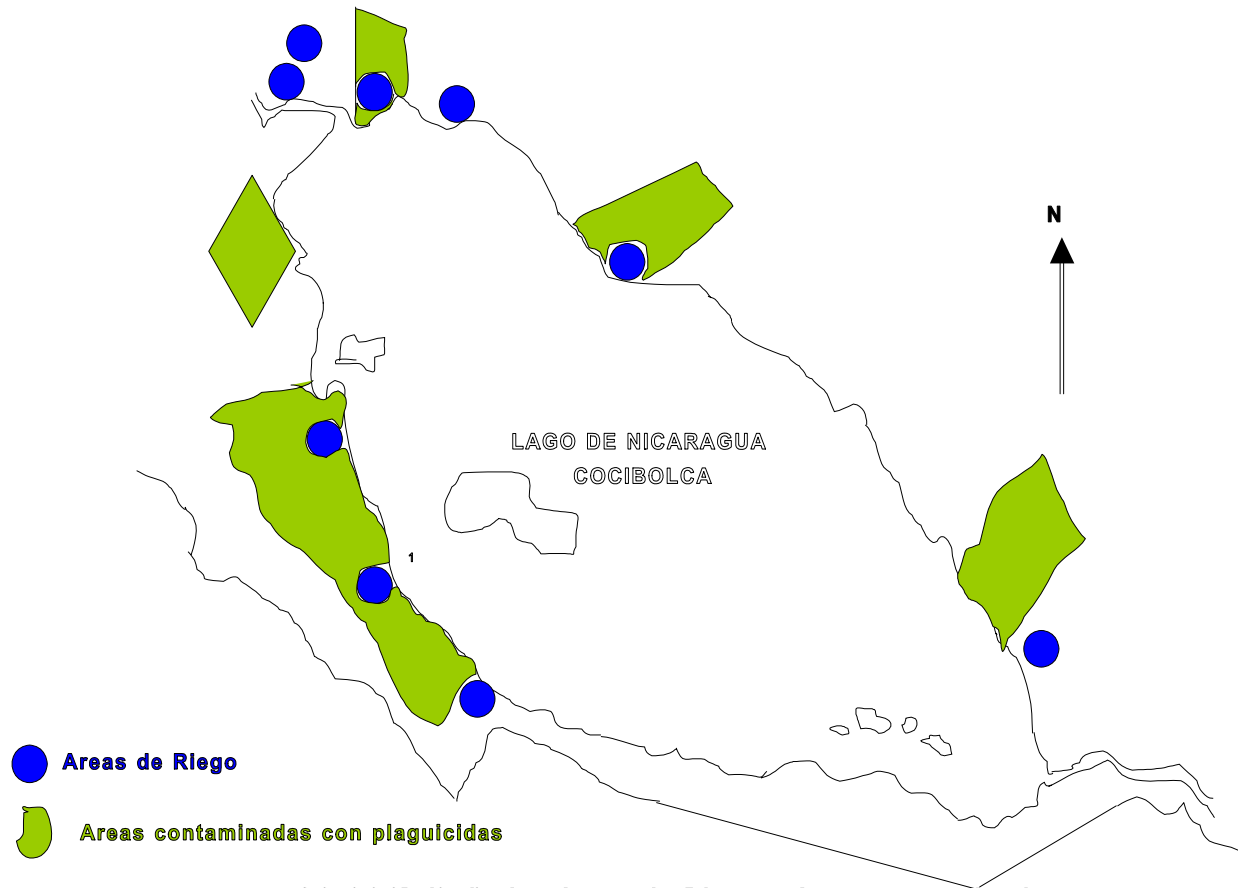 N
LAGO DE NICARAGUA
COCIBOLCA
1
Areas de Riego
Areas contaminadas con plaguicidas